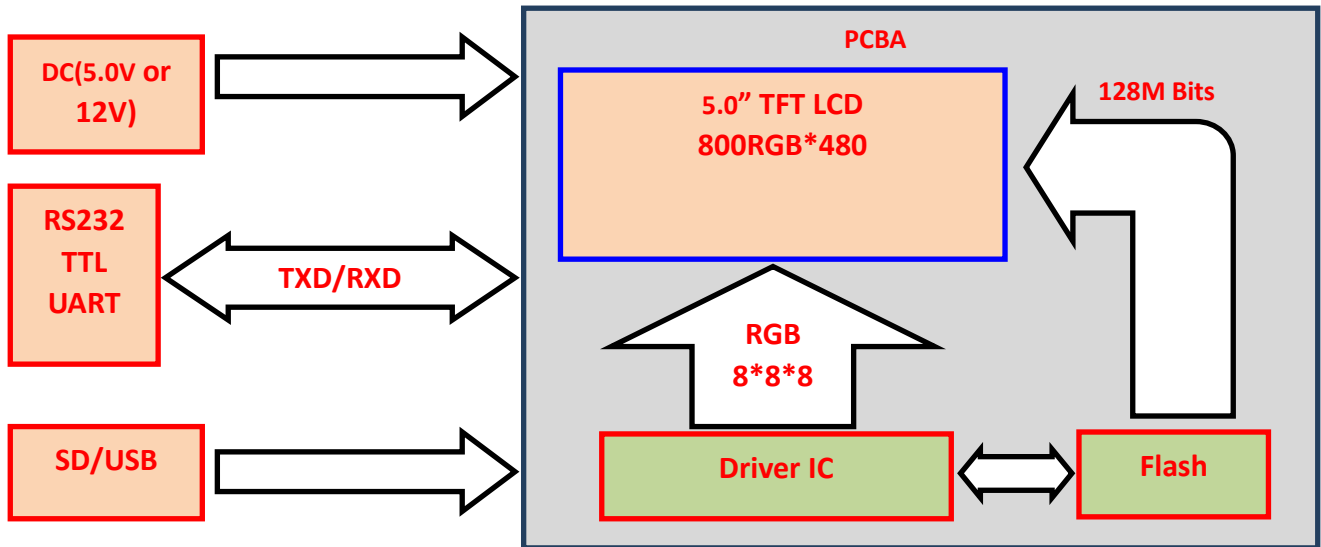 PCBA
DC(5.0V or
12V)
5.0” TFT LCD
800RGB*480
128M Bits
RS232
TTL
UART
TXD/RXD
RGB
8*8*8
SD/USB
Driver IC
Flash